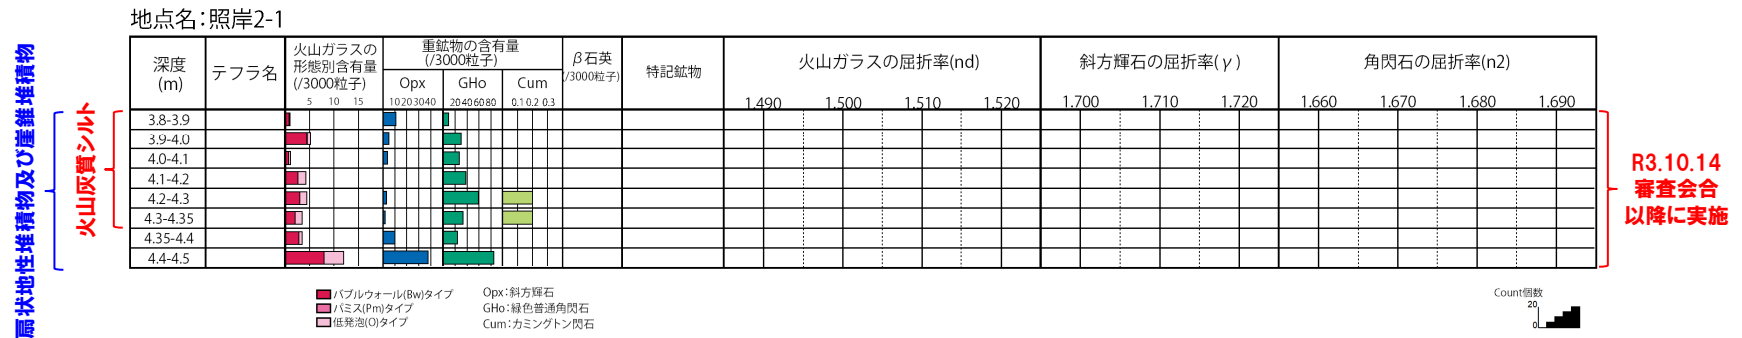 地点名：照岸2-1
深度
(m)
テフラ名
火山ガラスの
形態別含有量
(/3000粒子)
5 10 15
重鉱物の含有量
(/3000粒子)
Opx GHo Cum
10 20 30 40 20 40 60 80 0.1 0.2 0.3
β石英
(/3000粒子)
特記鉱物
火山ガラスの屈折率(nd)
1.490 1.500 1.510 1.520
斜方輝石の屈折率(γ)
1.700 1.710 1.720
角閃石の屈折率(n2)
1.660 1.670 1.680 1.690
3.8-3.9
3.9-4.0
4.0-4.1
4.1-4.2
4.2-4.3
4.3-4.35
4.35-4.4
4.4-4.5
扇状地性堆積物及び崖錐堆積物
火山灰質シルト
R3.10.14
審査会合
以降に実施
バブルウォール(Bw)タイプ
パミス(Pm)タイプ
低発泡(O)タイプ
Opx：斜方輝石
GHo：緑色普通角閃石
Cum：カミングトン閃石
Count個数
20
0